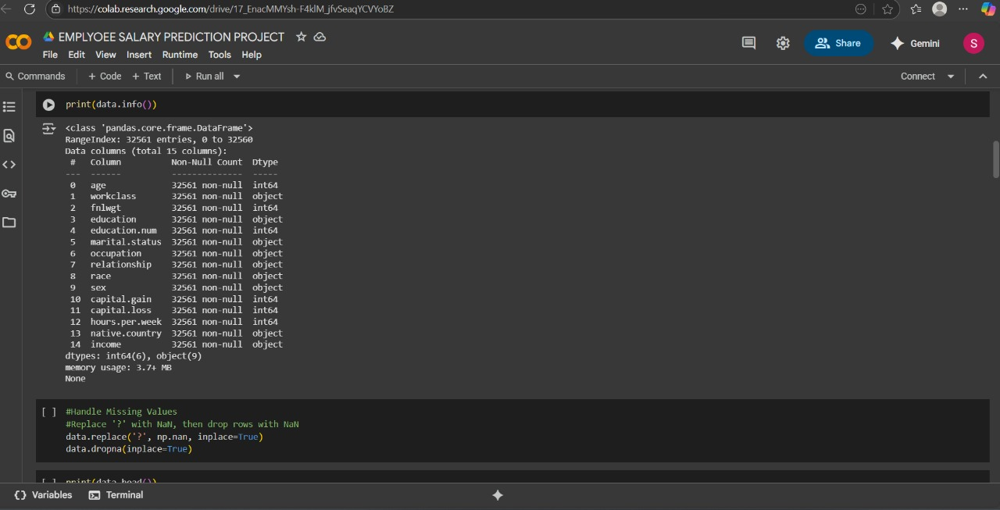 https://colab.research.google.com/drive/17_EnacMMYsh-F4klM_jfvSeaqYCVYoBZ
CO EMPLYOEE SALARY PREDICTION PROJECT
File Edit View Insert Runtime Tools Help
Share Gemini S
Commands + Code + Text Run all Connect
print(data.info())
<class 'pandas.core.frame.DataFrame'>
RangeIndex: 32561 entries, 0 to 32560
Data columns (total 15 columns):
# Column Non-Null Count Dtype
--- ------ -------------- -----
0 age 32561 non-null int64
1 workclass 32561 non-null object
2 fnlwgt 32561 non-null int64
3 education 32561 non-null object
4 education.num 32561 non-null int64
5 marital.status 32561 non-null object
6 occupation 32561 non-null object
7 relationship 32561 non-null object
8 race 32561 non-null object
9 sex 32561 non-null object
10 capital.gain 32561 non-null int64
11 capital.loss 32561 non-null int64
12 hours.per.week 32561 non-null int64
13 native.country 32561 non-null object
14 income 32561 non-null object
dtypes: int64(6), object(9)
memory usage: 3.7+ MB
None
[ ] #Handle Missing Values
#Replace '?' with NaN, then drop rows with NaN
data.replace('?', np.nan, inplace=True)
data.dropna(inplace=True)
[ ] print(data.head())
Variables Terminal